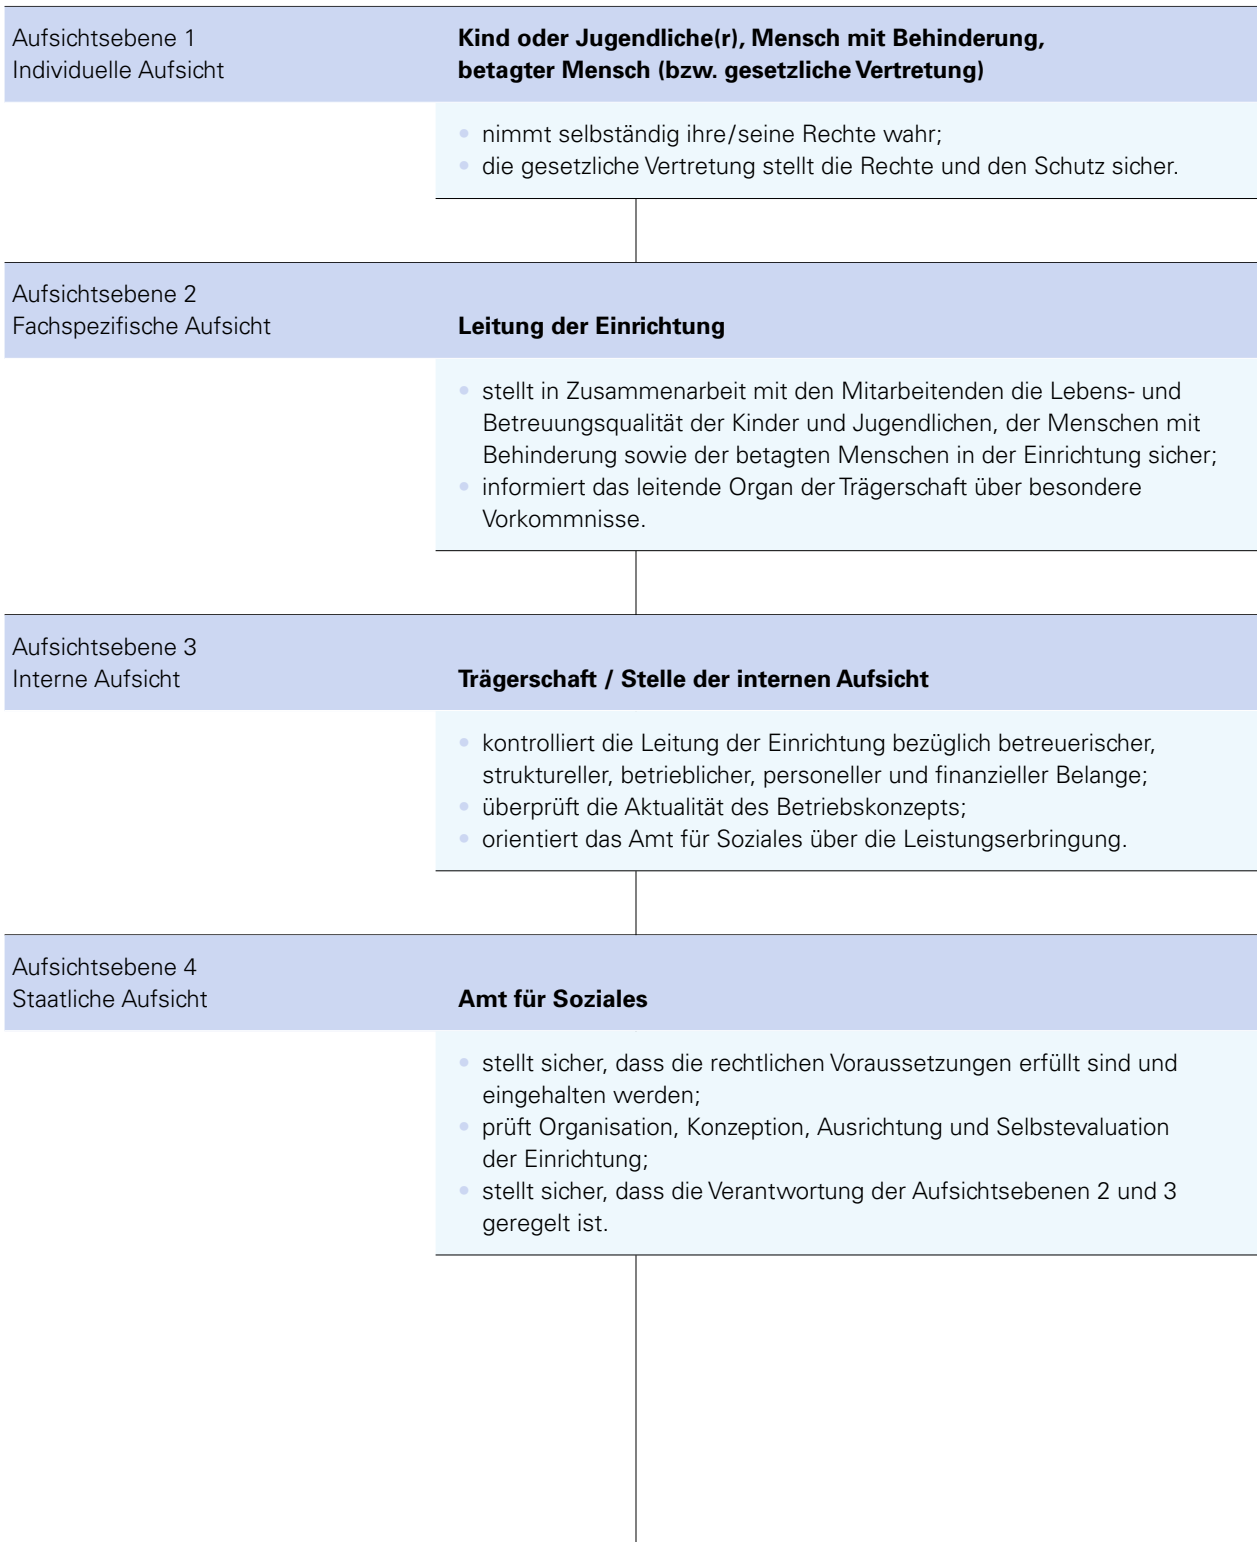 Aufsichtsebene 1
Individuelle Aufsicht
Kind oder Jugendliche(r), Mensch mit Behinderung,
betagter Mensch (bzw. gesetzliche Vertretung)
• nimmt selbständig ihre/seine Rechte wahr;
• die gesetzliche Vertretung stellt die Rechte und den Schutz sicher.
Aufsichtsebene 2
Fachspezifische Aufsicht
Leitung der Einrichtung
• stellt in Zusammenarbeit mit den Mitarbeitenden die Lebens- und
Betreuungsqualität der Kinder und Jugendlichen, der Menschen mit
Behinderung sowie der betagten Menschen in der Einrichtung sicher;
• informiert das leitende Organ der Trägerschaft über besondere
Vorkommnisse.
Aufsichtsebene 3
Interne Aufsicht
Trägerschaft / Stelle der internen Aufsicht
• kontrolliert die Leitung der Einrichtung bezüglich betreuerischer,
struktureller, betrieblicher, personeller und finanzieller Belange;
• überprüft die Aktualität des Betriebskonzepts;
• orientiert das Amt für Soziales über die Leistungserbringung.
Aufsichtsebene 4
Staatliche Aufsicht
Amt für Soziales
• stellt sicher, dass die rechtlichen Voraussetzungen erfüllt sind und
eingehalten werden;
• prüft Organisation, Konzeption, Ausrichtung und Selbstevaluation
der Einrichtung;
• stellt sicher, dass die Verantwortung der Aufsichtsebenen 2 und 3
geregelt ist.